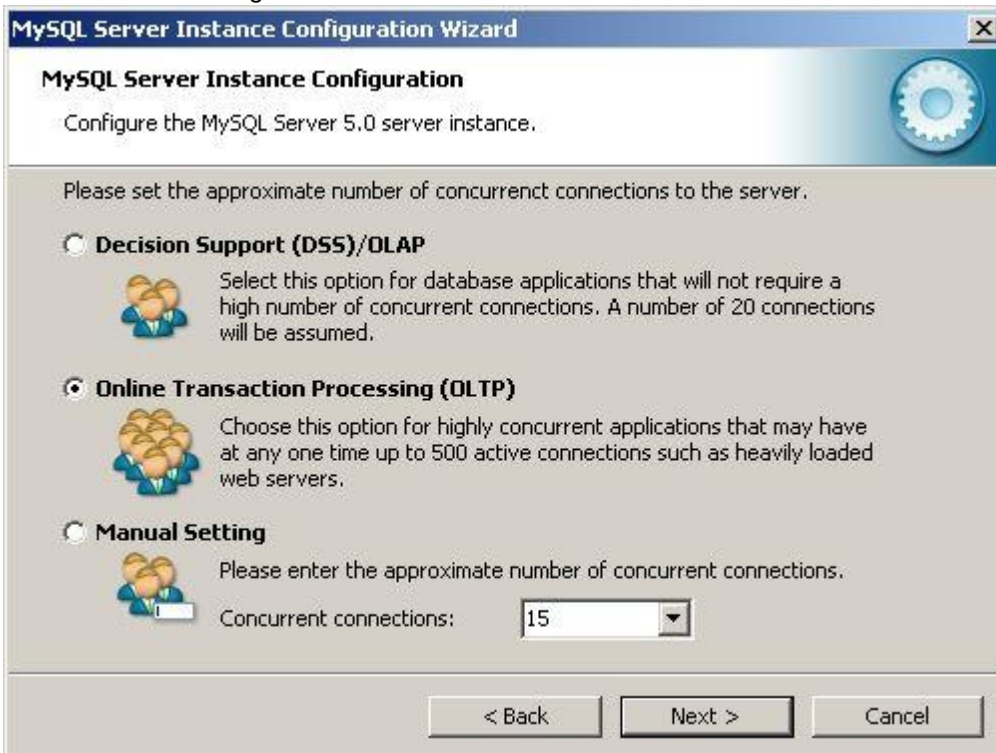 MySQL Server Instance Configuration Wizard
MySQL Server Instance Configuration
Configure the MySQL Server 5.0 server instance.
Please set the approximate number of concurrenct connections to the server.
Decision Support (DSS)/OLAP
Select this option for database applications that will not require a
high number of concurrent connections. A number of 20 connections
will be assumed.
Online Transaction Processing (OLTP)
Choose this option for highly concurrent applications that may have
at any one time up to 500 active connections such as heavily loaded
web servers.
Manual Setting
Please enter the approximate number of concurrent connections.
Concurrent connections: 15
< Back Next > Cancel